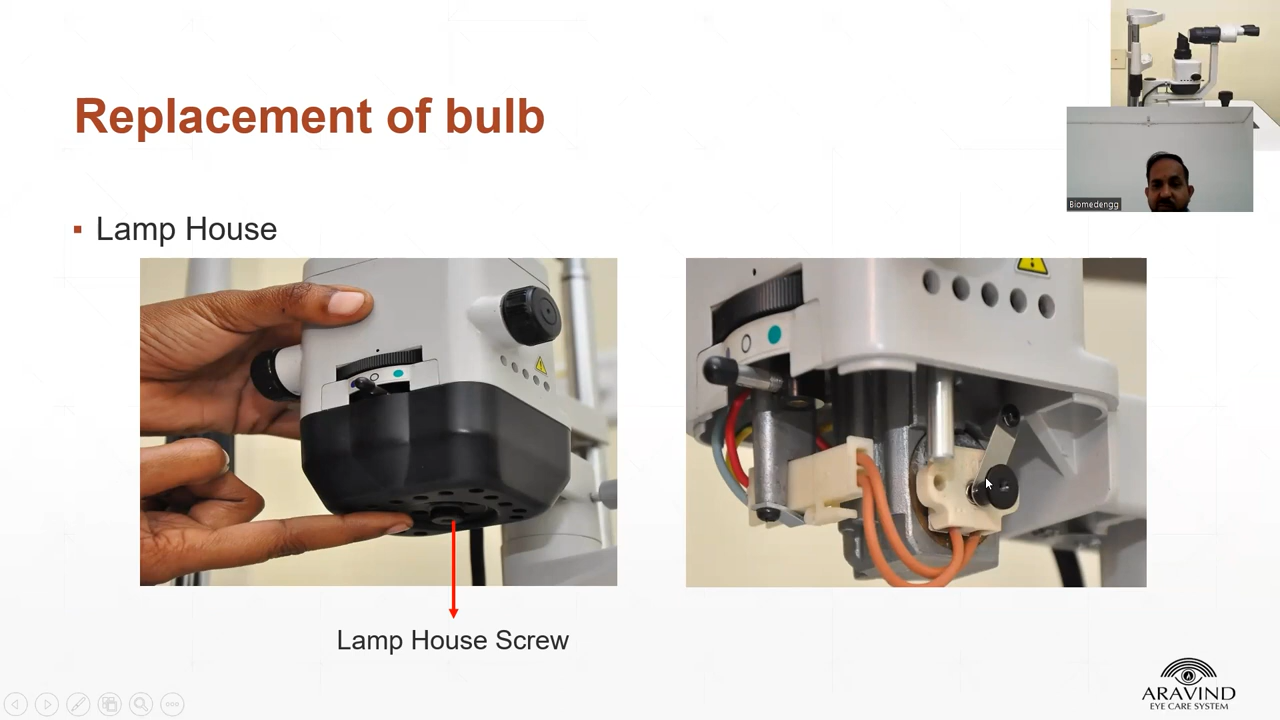 Replacement of bulb
Biomedengg
Lamp House
Lamp House Screw
ARAVIND
EYE CARE SYSTEM